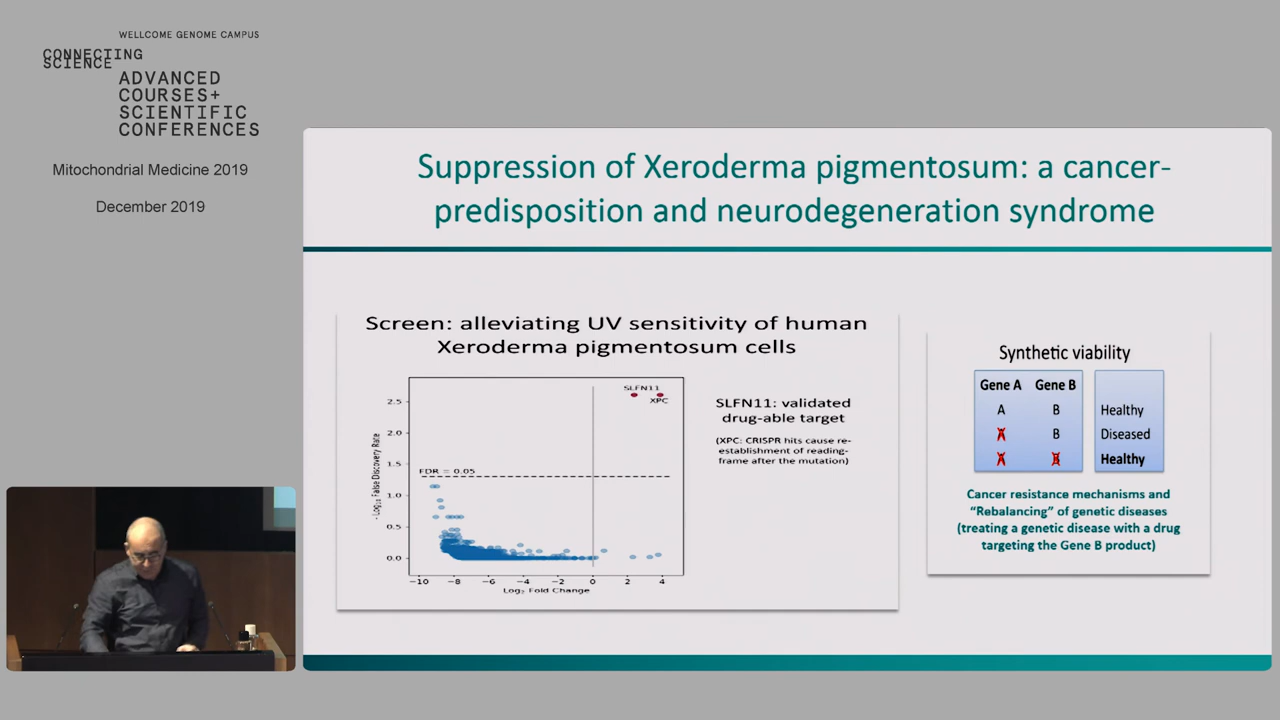 WELLCOME GENOME CAMPUS
CONNECTING
SCIENCE
ADVANCED
COURSES+
SCIENTIFIC
CONFERENCES
Mitochondrial Medicine 2019
December 2019
Suppression of Xeroderma pigmentosum: a cancer-
predisposition and neurodegeneration syndrome
Screen: alleviating UV sensitivity of human
Xeroderma pigmentosum cells
SLFN11
XPC
FDR = 0.05
- Log₁₀ False Discovery Rate
2.5
2.0
1.5
1.0
0.5
0.0
−10 −8 −6 −4 −2 0 2 4
Log₂ Fold Change
SLFN11: validated
drug-able target
(XPC: CRISPR hits cause re-
establishment of reading-
frame after the mutation)
Synthetic viability
Gene A Gene B
A B Healthy
A B Diseased
A B Healthy
Cancer resistance mechanisms and
“Rebalancing” of genetic diseases
(treating a genetic disease with a drug
targeting the Gene B product)